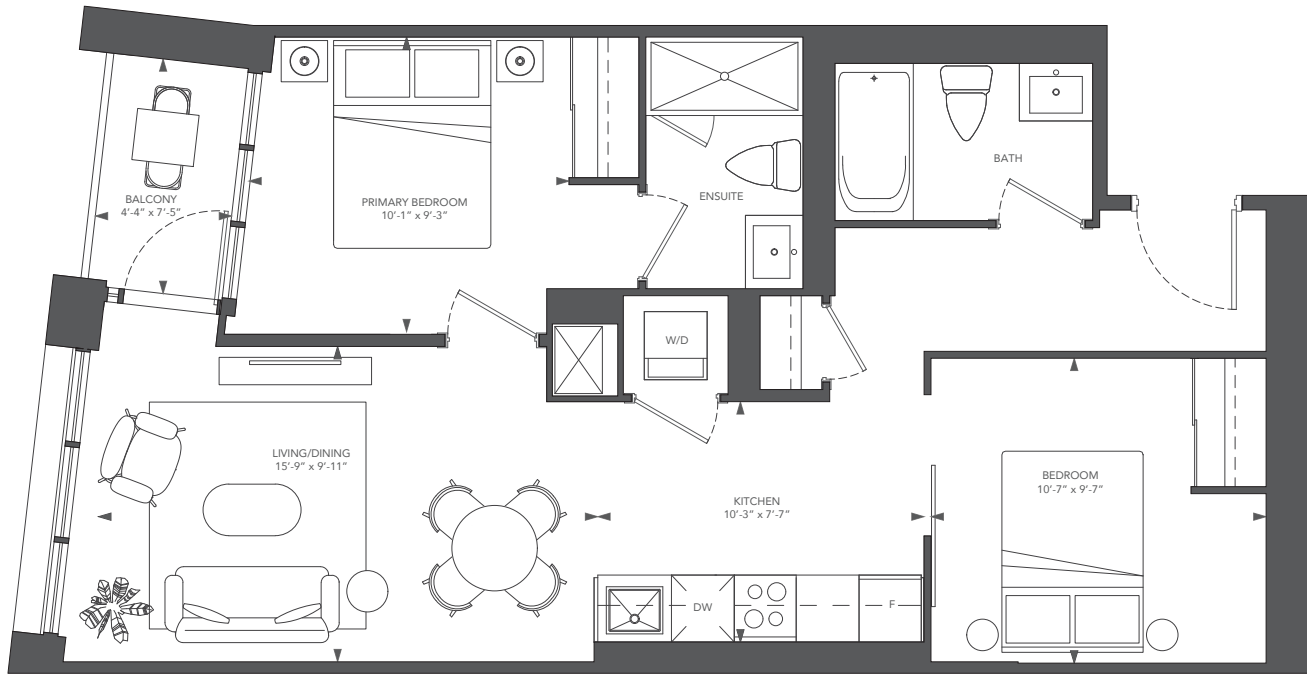 BALCONY
4'-4" x 7'-5"
PRIMARY BEDROOM
10'-1" x 9'-3"
ENSUITE
BATH
W/D
LIVING/DINING
15'-9" x 9'-11"
KITCHEN
10'-3" x 7'-7"
BEDROOM
10'-7" x 9'-7"
DW
F